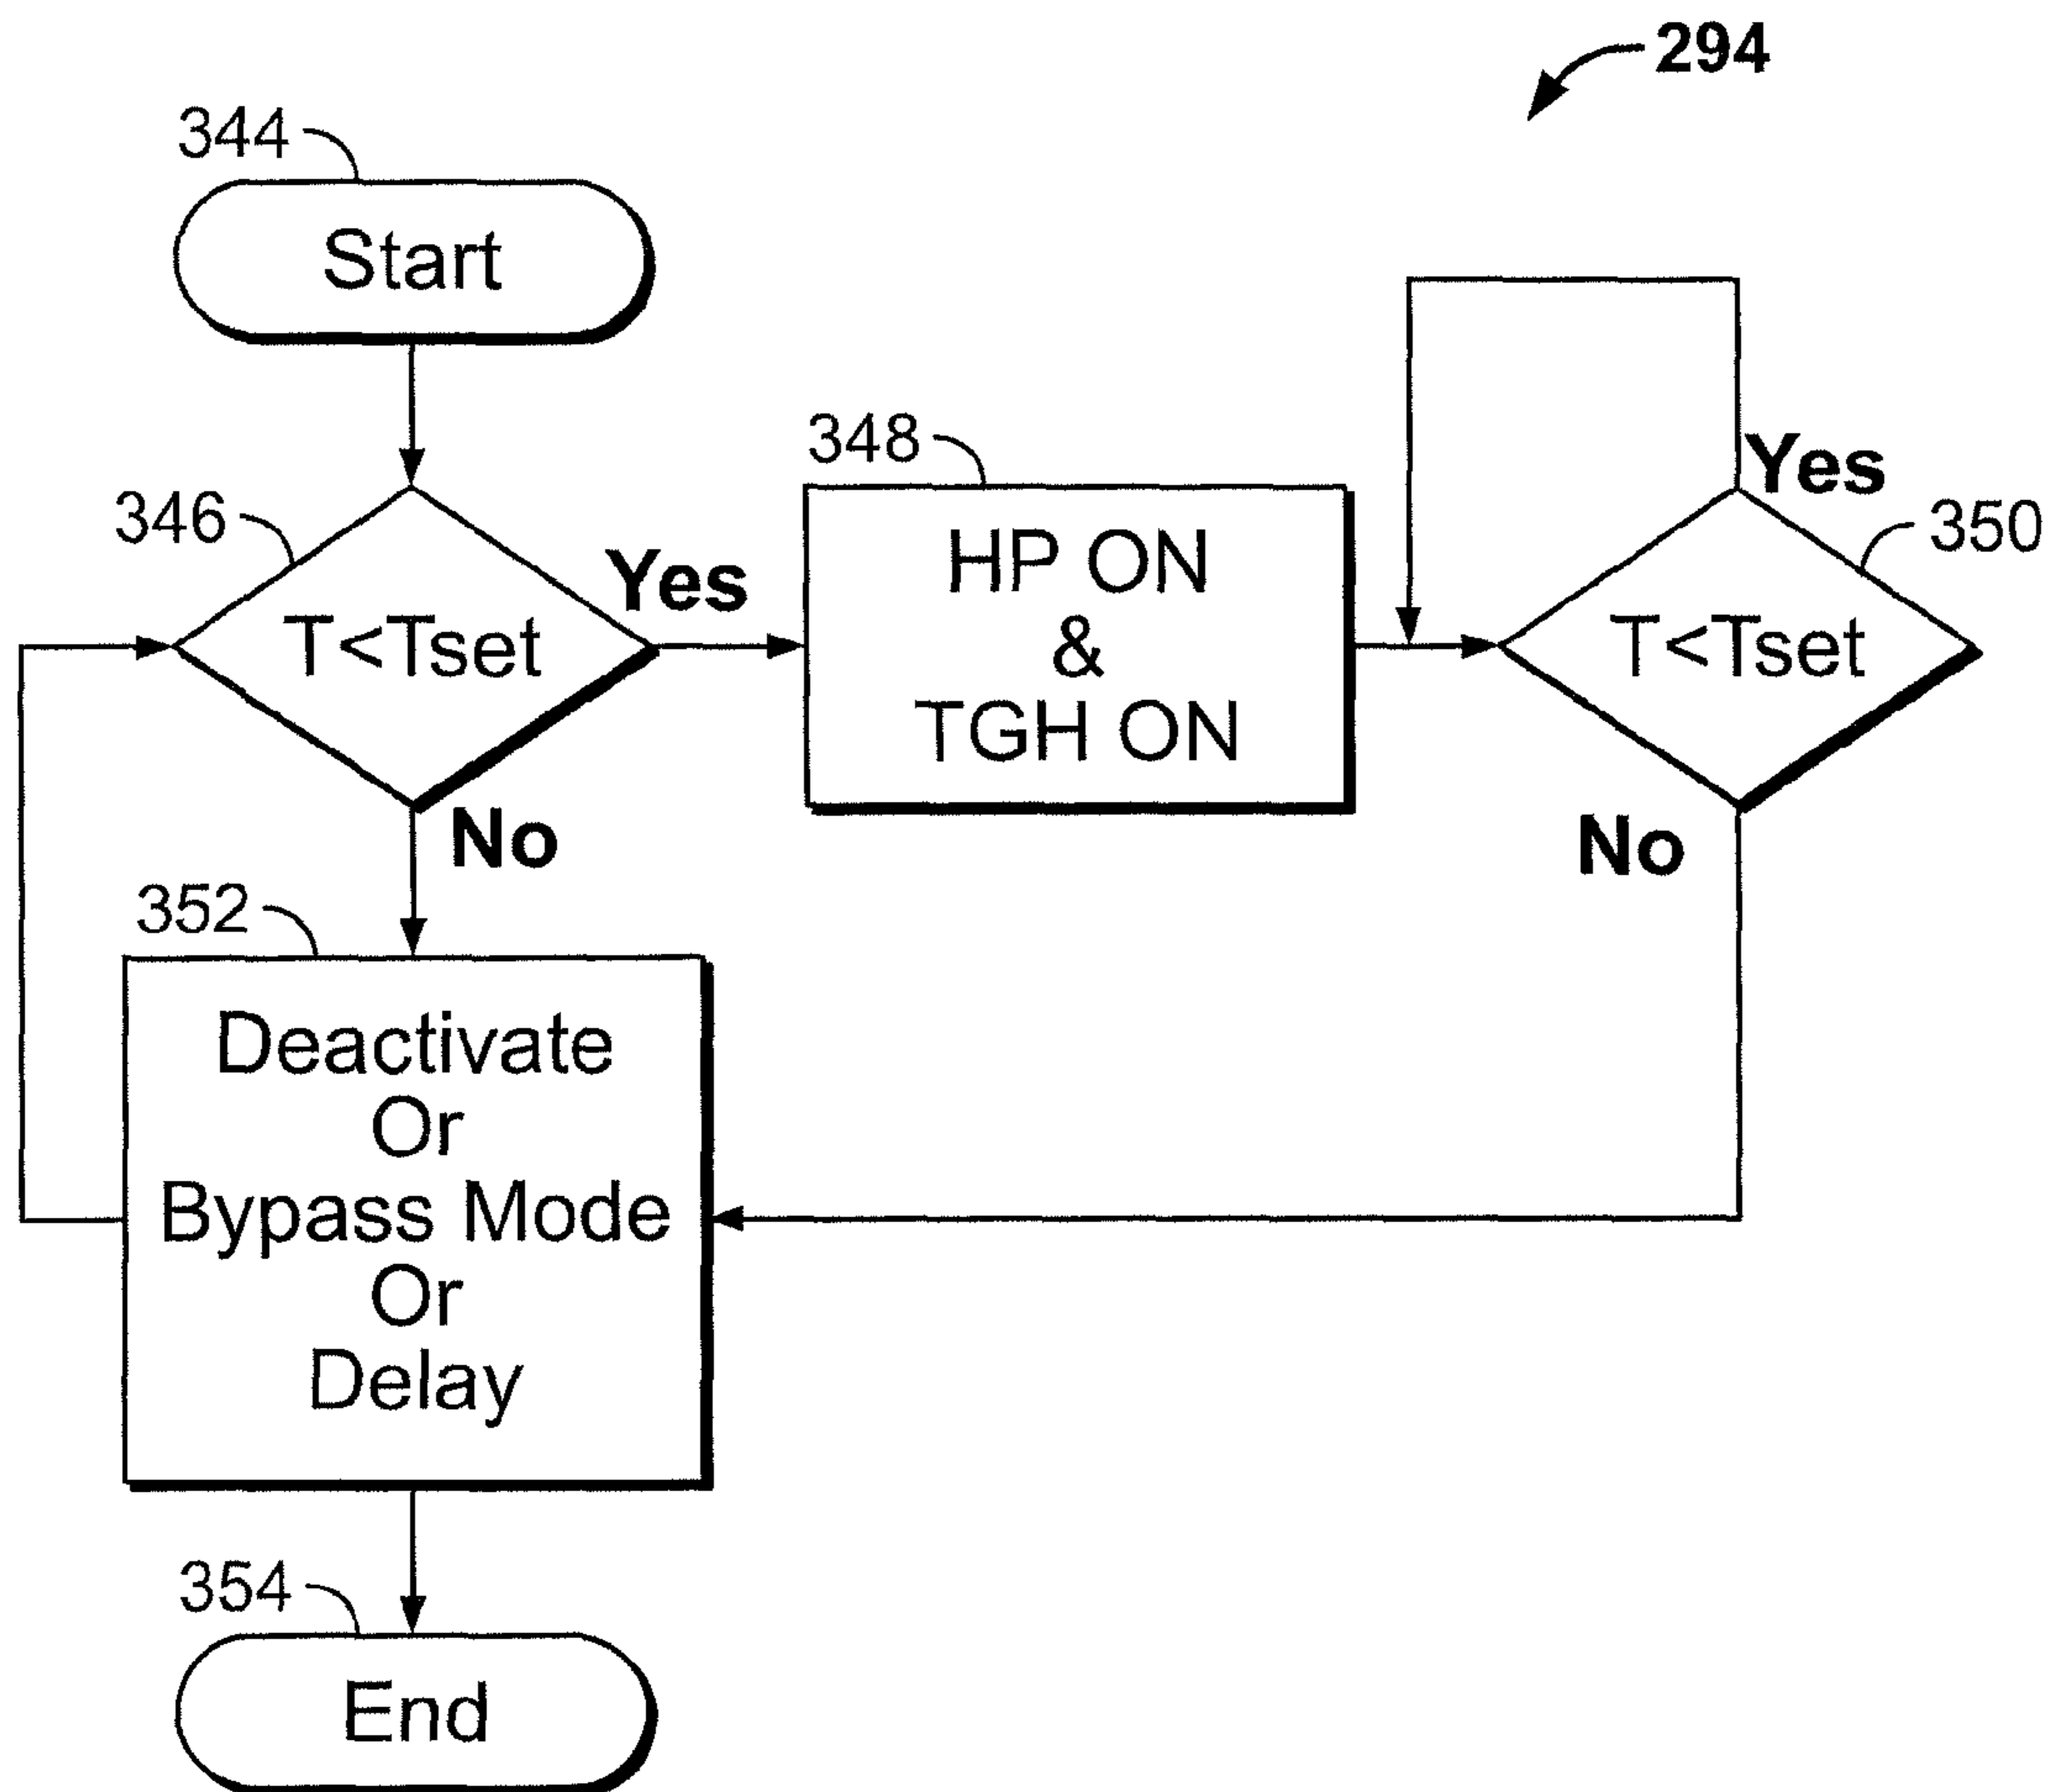 294
344
Start
346
T<Tset
Yes
No
348
HP ON
&
TGH ON
350
T<Tset
Yes
No
352
Deactivate
Or
Bypass Mode
Or
Delay
354
End